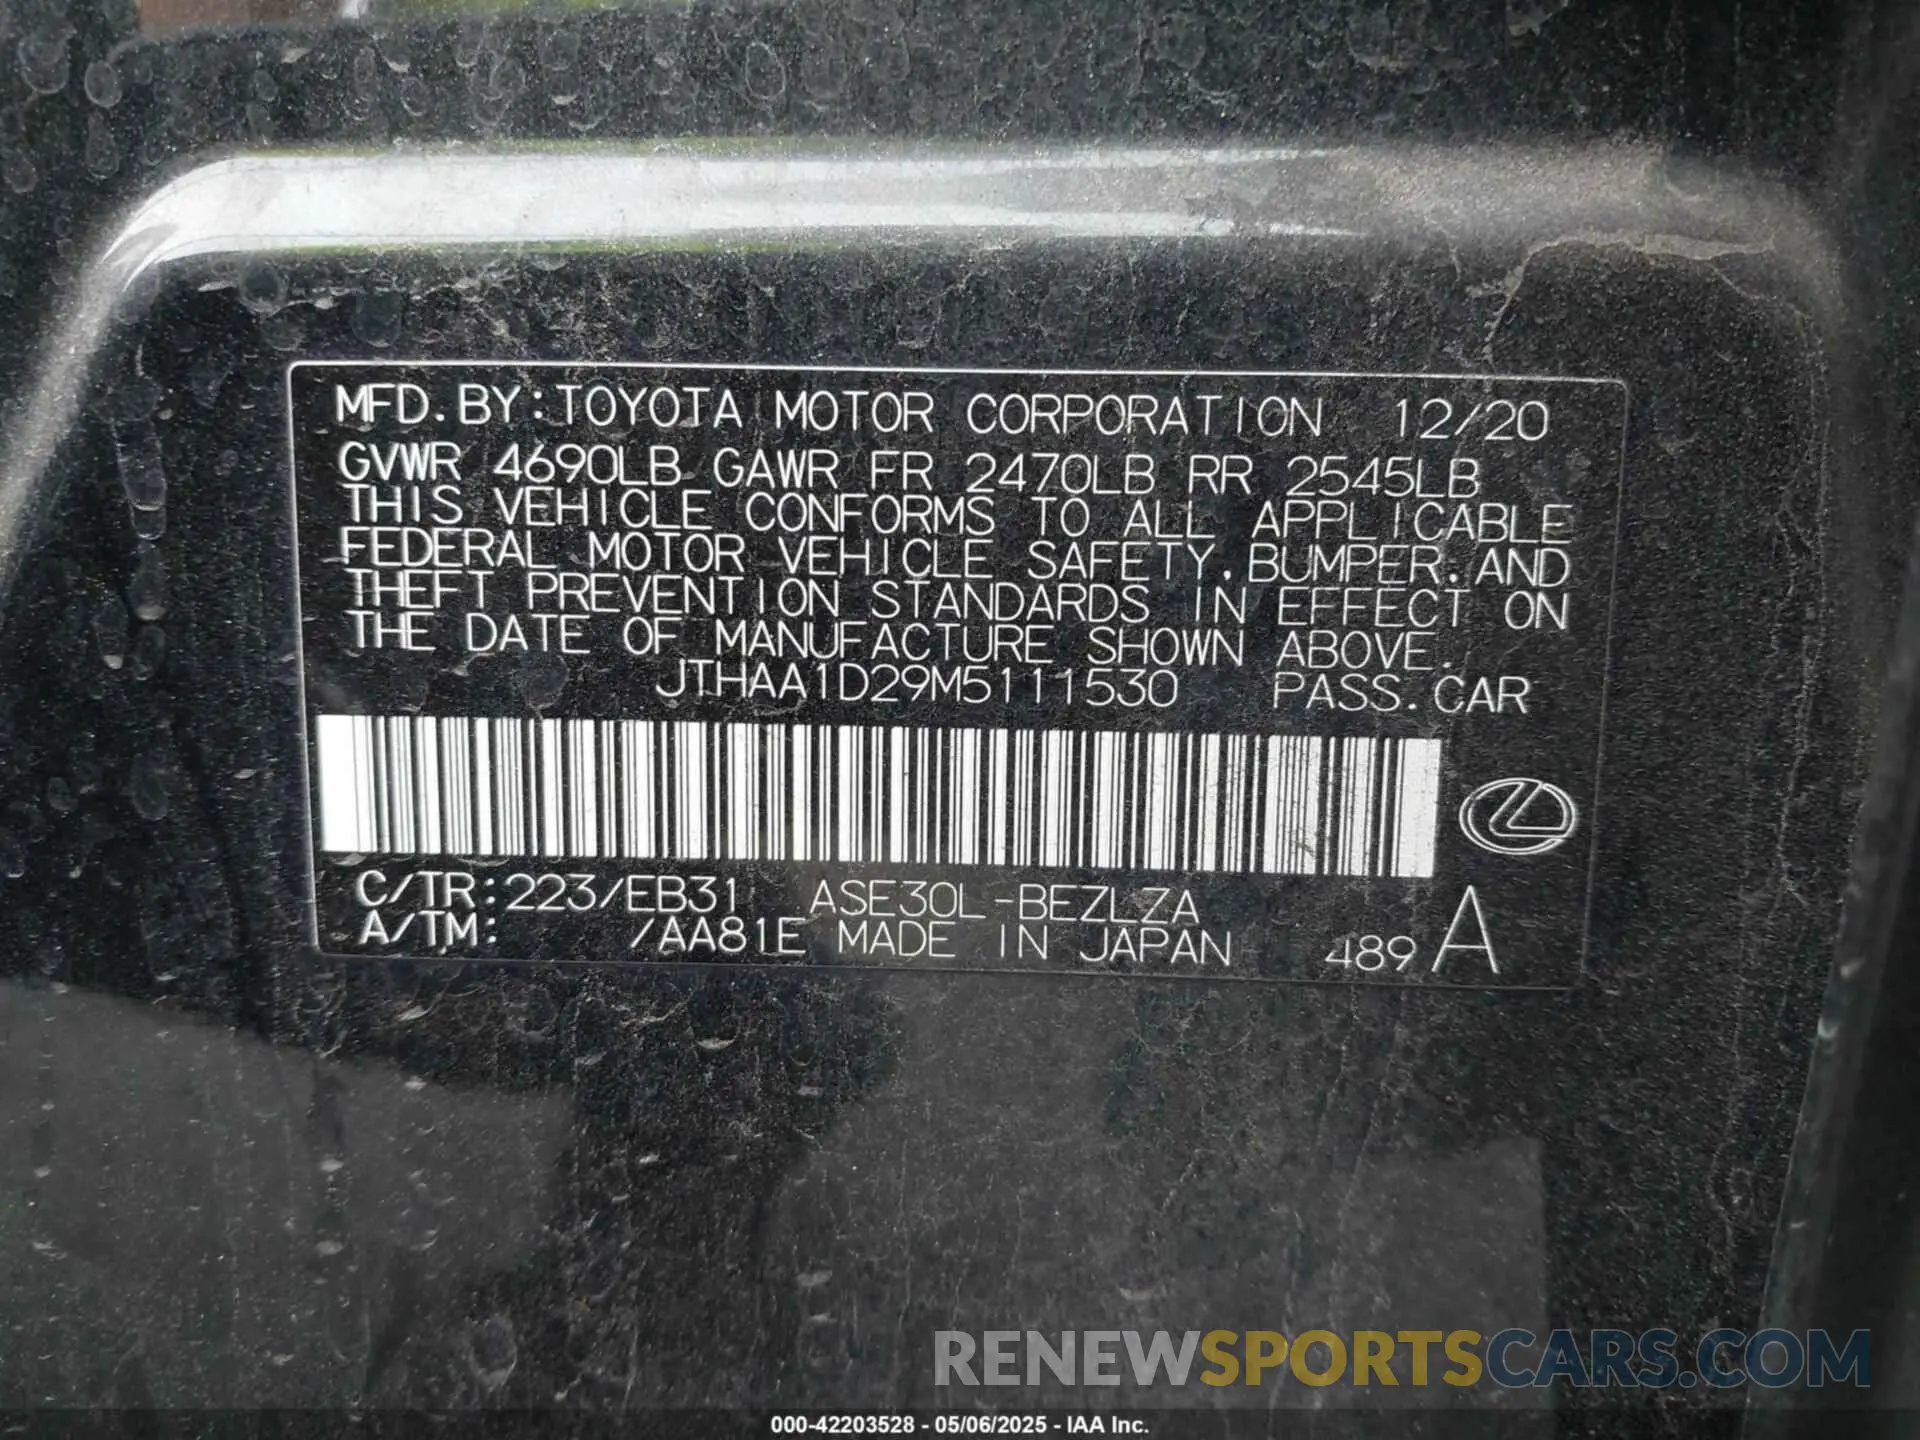 MFD. BY: TOYOTA MOTOR CORPORATION 12/20
GVWR 4690LB GAWR FR 2470LB RR 2545LB
THIS VEHICLE CONFORMS TO ALL APPLICABLE
FEDERAL MOTOR VEHICLE SAFETY, BUMPER, AND
THEFT PREVENTION STANDARDS IN EFFECT ON
THE DATE OF MANUFACTURE SHOWN ABOVE.
JTHAA1D29M5111530 PASS. CAR
C/TR: 223/EB31 ASE30L-BEZLZA
A/TM: /AA81E MADE IN JAPAN 489 A
RENEWSPORTSCARS.COM
000-42203528 - 05/06/2025 - IAA Inc.